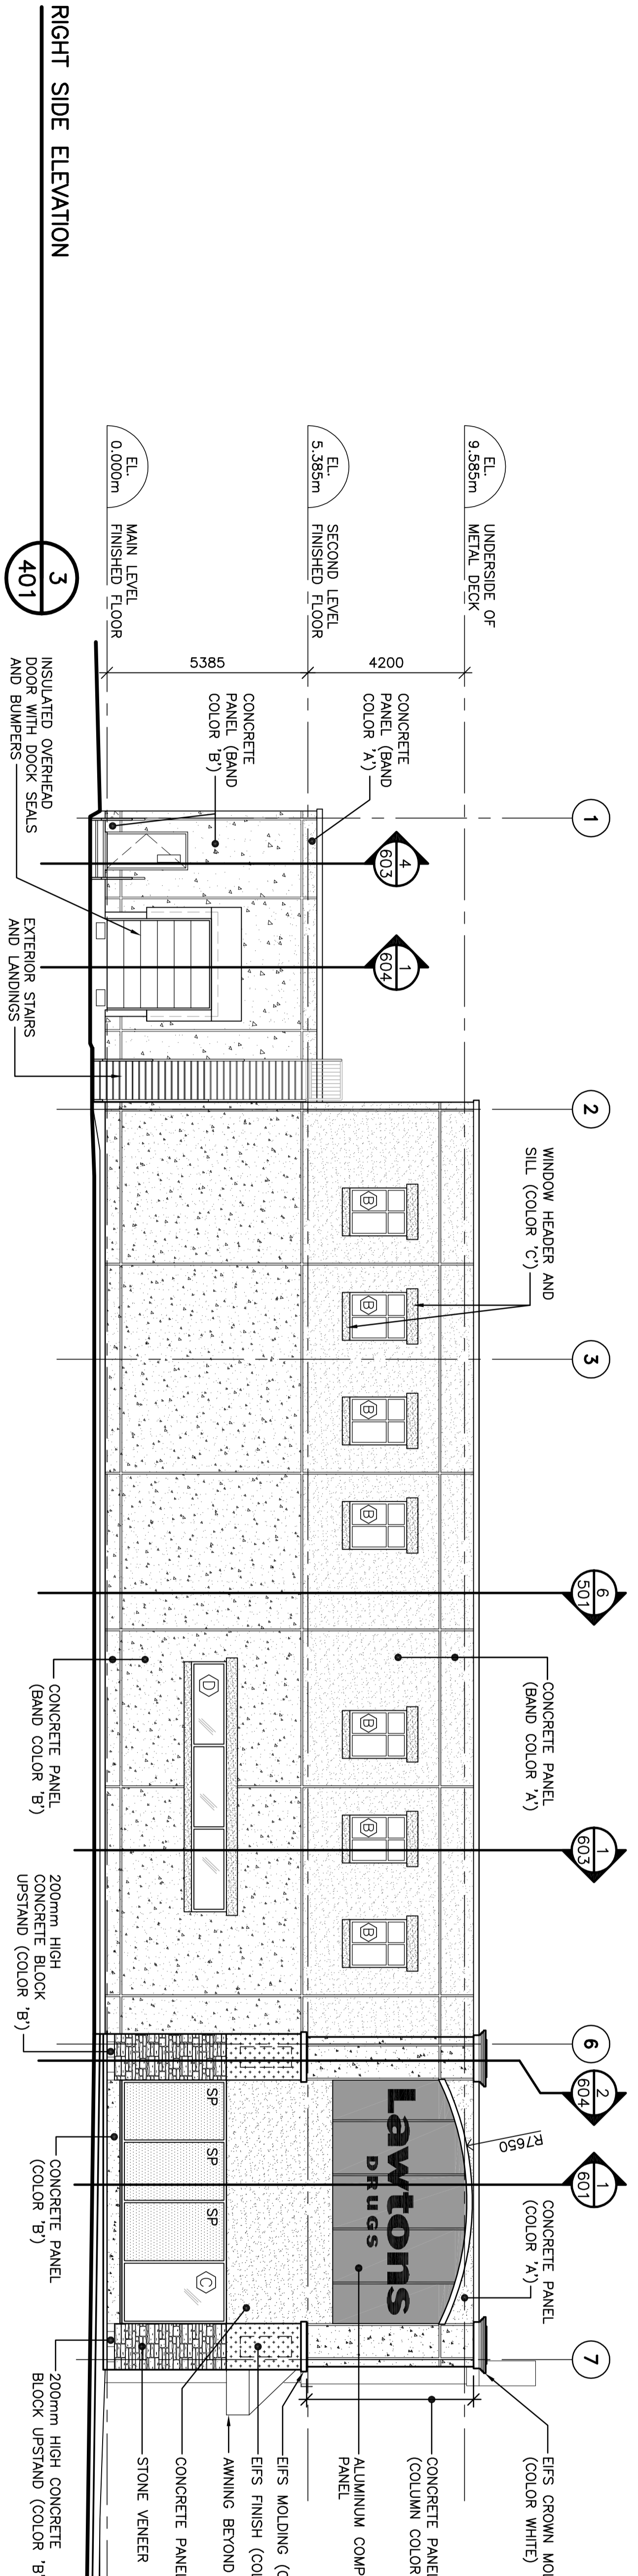 RIGHT SIDE ELEVATION
3
401
EL.
9.585m
UNDERSIDE OF
METAL DECK
EL.
5.385m
SECOND LEVEL
FINISHED FLOOR
EL.
0.000m
MAIN LEVEL
FINISHED FLOOR
4200
5385
1
2
3
6
7
CONCRETE
PANEL (BAND
COLOR 'A')
CONCRETE
PANEL (BAND
COLOR 'B')
4
603
1
604
INSULATED OVERHEAD
DOOR WITH DOCK SEALS
AND BUMPERS
EXTERIOR STAIRS
AND LANDINGS
WINDOW HEADER AND
SILL (COLOR 'C')
B
B
B
B
B
B
B
6
501
CONCRETE PANEL
(BAND COLOR 'A')
D
CONCRETE PANEL
(BAND COLOR 'B')
1
603
200mm HIGH
CONCRETE BLOCK
UPSTAND (COLOR 'B')
2
604
1
601
R7650
CONCRETE PANEL
(COLOR 'A')
Lawtons
DRUGS
SP
SP
SP
C
CONCRETE PANEL
(COLOR 'B')
EIFS CROWN
(COLOR WHITE)
CONCRETE PANEL
(COLUMN COLOR
ALUMINUM
PANEL
EIFS MOLDING
EIFS FINISH
AWNING BEYOND
CONCRETE PANEL
STONE VENEER
200mm HIGH CONCRETE
BLOCK UPSTAND (COLOR 'B'